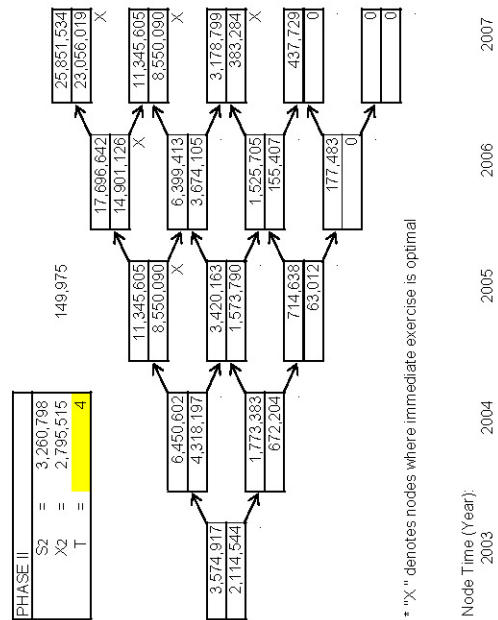 PHASE II
S2 = 3,260,798
X2 = 2,795,515 149,975 25,851,534
T = 4 23,056,019
17,696,642 X
14,901,126
11,345,605 X 11,345,605
8,550,090 8,550,090
6,450,602 X 6,399,413 X
4,318,197 3,674,105
3,574,917 3,420,163 3,178,799
2,114,544 1,573,790 383,284
1,773,383 1,525,705 X
672,204 155,407
714,638 437,729
63,012 0
177,483
0
0
0
* "X " denotes nodes where immediate exercise is optimal
Node Time (Year):
2003 2004 2005 2006 2007